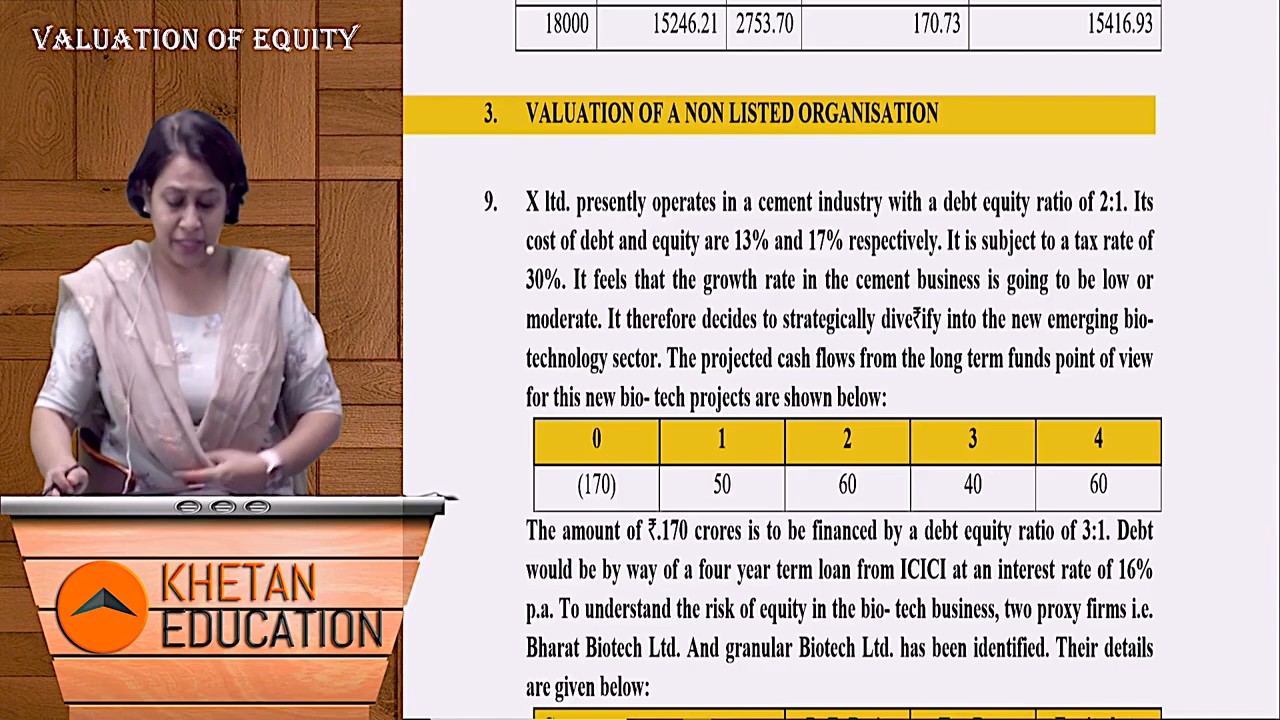 VALUATION OF EQUITY
18000 15246.21 2753.70 170.73 15416.93
3. VALUATION OF A NON LISTED ORGANISATION
9. X ltd. presently operates in a cement industry with a debt equity ratio of 2:1. Its
cost of debt and equity are 13% and 17% respectively. It is subject to a tax rate of
30%. It feels that the growth rate in the cement business is going to be low or
moderate. It therefore decides to strategically dive₹ify into the new emerging bio-
technology sector. The projected cash flows from the long term funds point of view
for this new bio- tech projects are shown below:
0 1 2 3 4
(170) 50 60 40 60
The amount of ₹.170 crores is to be financed by a debt equity ratio of 3:1. Debt
would be by way of a four year term loan from ICICI at an interest rate of 16%
p.a. To understand the risk of equity in the bio- tech business, two proxy firms i.e.
Bharat Biotech Ltd. And granular Biotech Ltd. has been identified. Their details
are given below:
KHETAN
EDUCATION